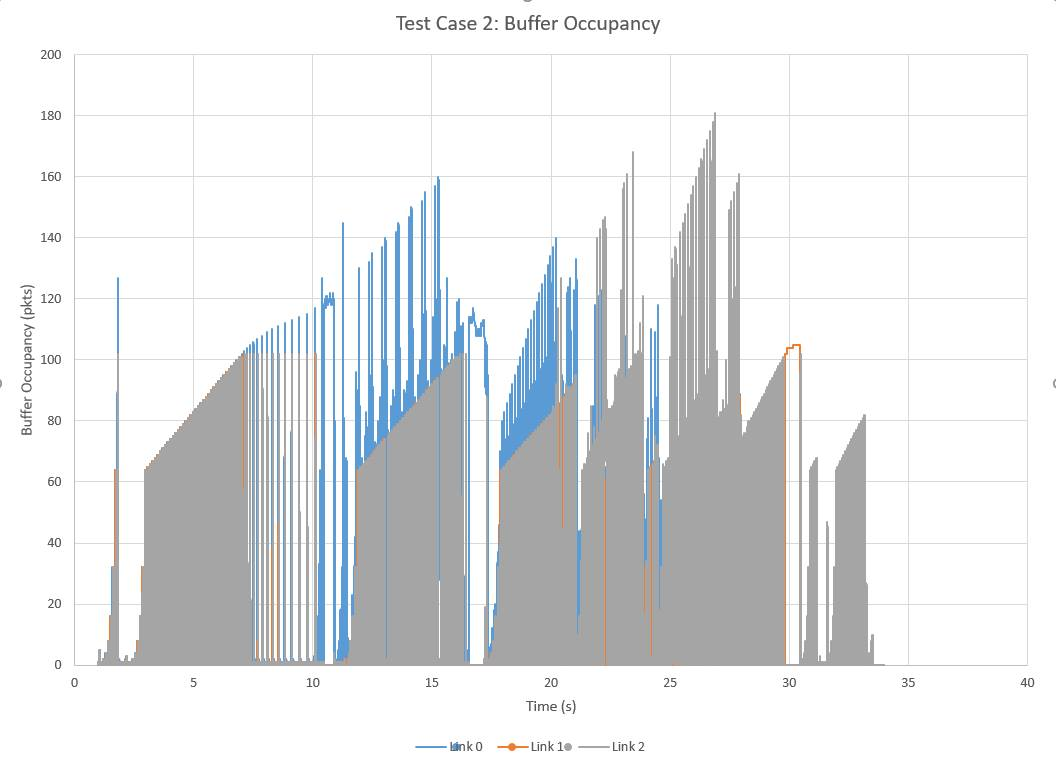 Test Case 2: Buffer Occupancy
200
180
160
140
120
100
80
60
40
20
0
Buffer Occupancy (pkts)
0 5 10 15 20 25 30 35 40
Time (s)
Link 0 Link 1 Link 2